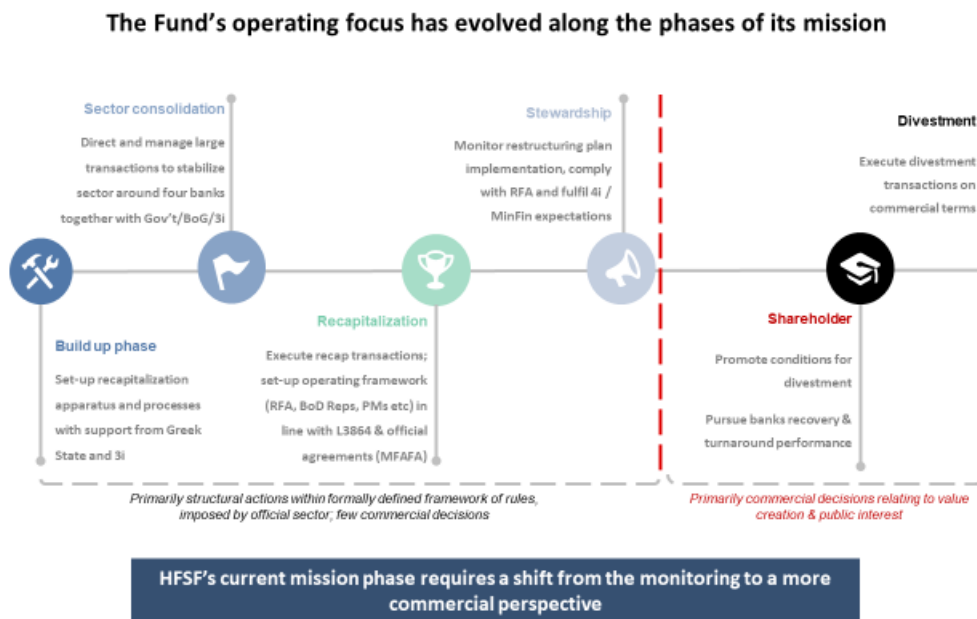 The Fund's operating focus has evolved along the phases of its mission
Sector consolidation
Direct and manage large
transactions to stabilize
sector around four banks
together with Gov't/BoG/3i
Stewardship
Monitor restructuring plan
implementation, comply
with RFA and fulfil 4i /
MinFin expectations
Divestment
Execute divestment
transactions on
commercial terms
Build up phase
Set-up recapitalization
apparatus and processes
with support from Greek
State and 3i
Recapitalization
Execute recap transactions;
set-up operating framework
(RFA, BoD Reps, PMs etc) in
line with L3864 & official
agreements (MFAFA)
Shareholder
Promote conditions for
divestment
Pursue banks recovery &
turnaround performance
Primarily structural actions within formally defined framework of rules,
imposed by official sector; few commercial decisions
Primarily commercial decisions relating to value
creation & public interest
HFSF's current mission phase requires a shift from the monitoring to a more
commercial perspective